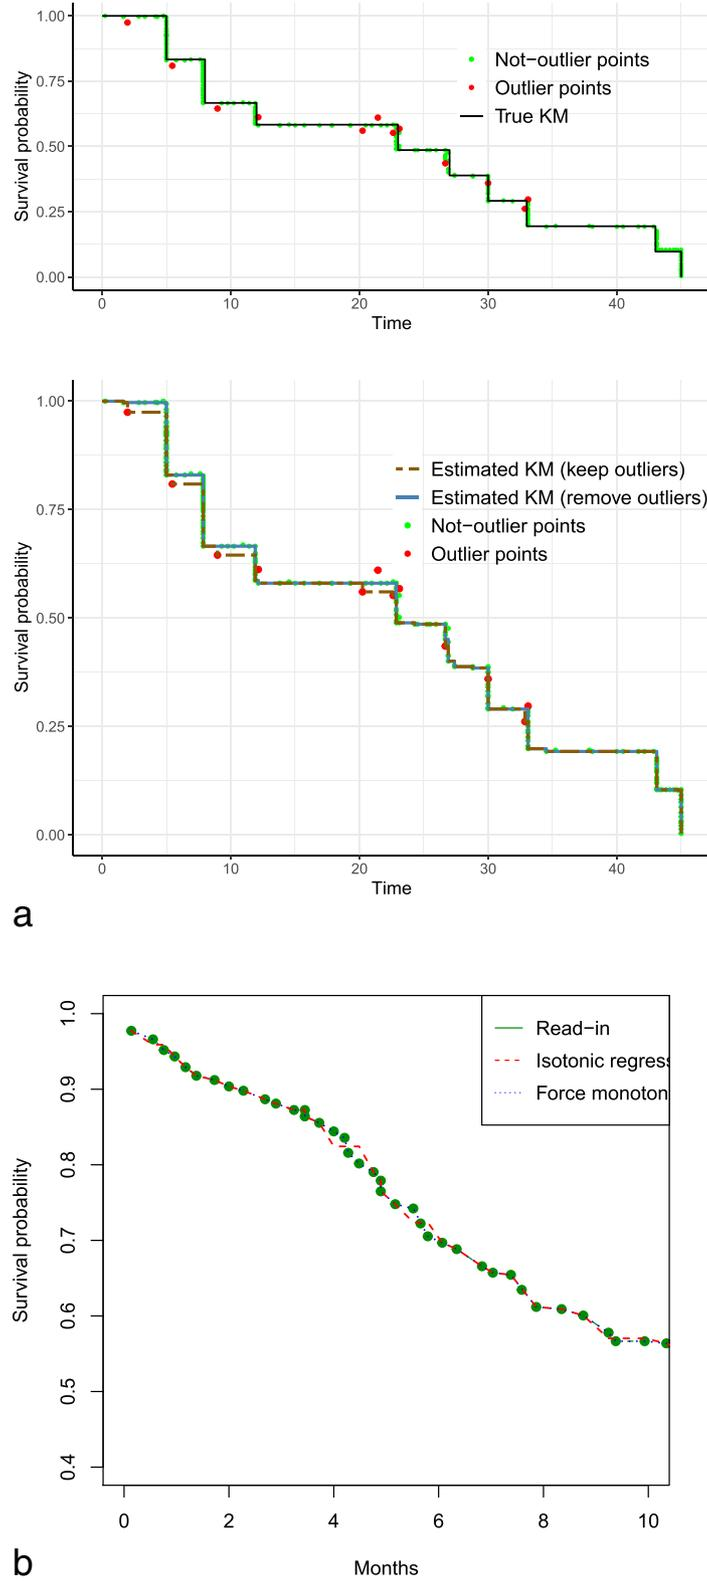 1.00
0.75
0.50
0.25
0.00
Survival probability
Not−outlier points
Outlier points
True KM
0 10 20 30 40
Time
1.00
0.75
0.50
0.25
0.00
Survival probability
Estimated KM (keep outliers)
Estimated KM (remove outliers)
Not−outlier points
Outlier points
0 10 20 30 40
Time
a
1.0
0.9
0.8
0.7
0.6
0.5
0.4
Survival probability
Read−in
Isotonic regress
Force monoton
0 2 4 6 8 10
Months
b